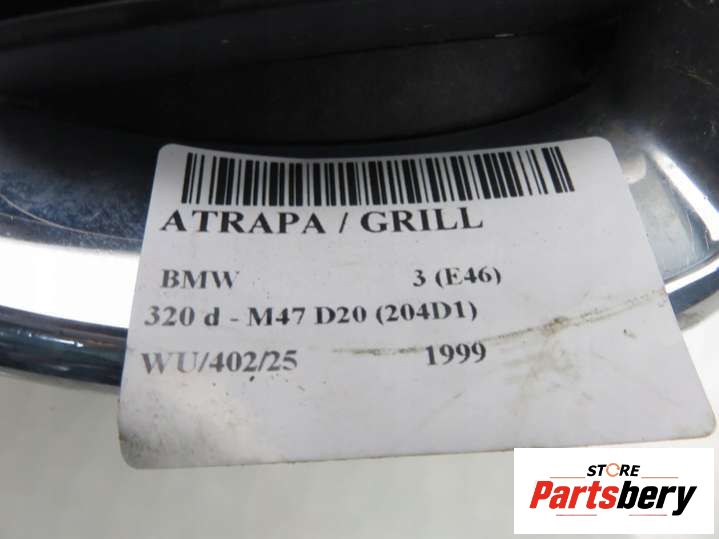 ATRAPA / GRILL
BMW 3 (E46)
320 d - M47 D20 (204D1)
WU/402/25 1999
STORE
Partsbery